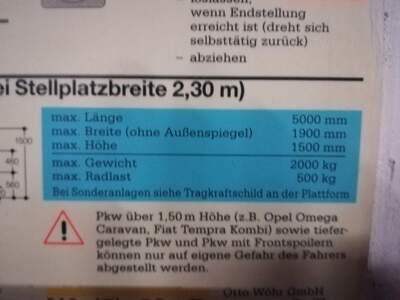 wenn Endstellung
erreicht ist (dreht sich
selbsttätig zurück)
– abziehen
ei Stellplatzbreite 2,30 m)
max. Länge 5000 mm
max. Breite (ohne Außenspiegel) 1900 mm
max. Höhe 1500 mm
max. Gewicht 2000 kg
max. Radlast 500 kg
Bei Sonderanlagen siehe Tragkraftschild an der Plattform
1500
560
Pkw über 1,50 m Höhe (z.B. Opel Omega
Caravan, Fiat Tempra Kombi) sowie tiefer-
gelegte Pkw und Pkw mit Frontspoilern
können nur auf eigene Gefahr des Fahrers
abgestellt werden.
Otto Wöhr GmbH